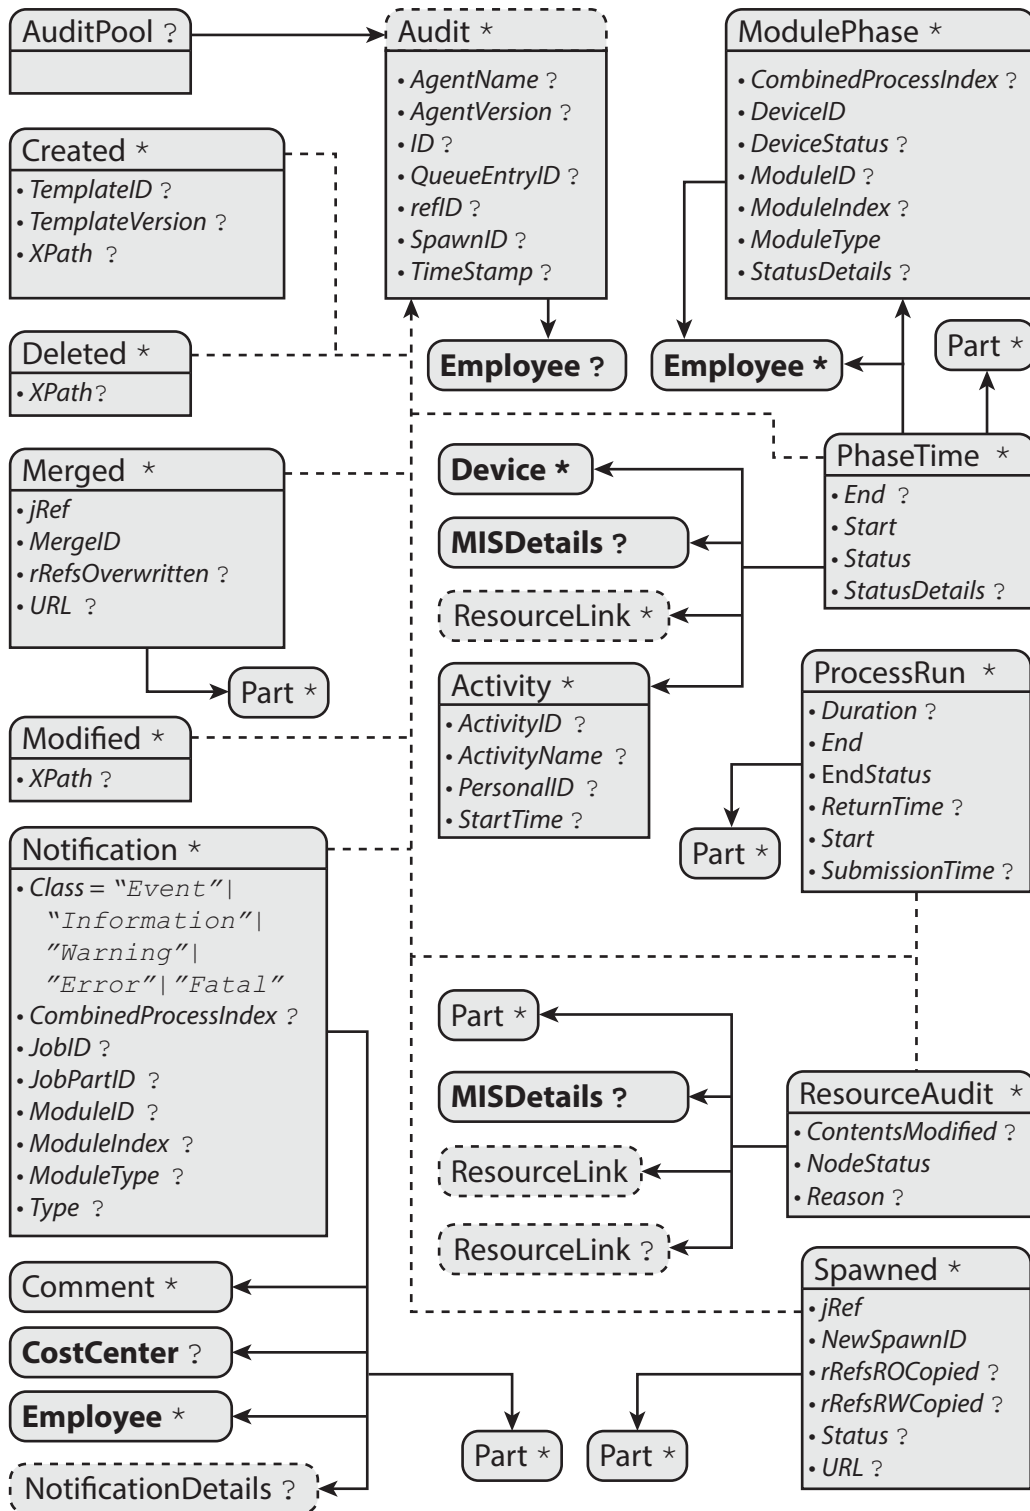 AuditPool ?
Audit *
• AgentName ?
• AgentVersion ?
• ID ?
• QueueEntryID ?
• refID ?
• SpawnID ?
• TimeStamp ?
ModulePhase *
• CombinedProcessIndex ?
• DeviceID
• DeviceStatus ?
• ModuleID ?
• ModuleIndex ?
• ModuleType
• StatusDetails ?
Created *
• TemplateID ?
• TemplateVersion ?
• XPath ?
Deleted *
• XPath?
Employee ?
Employee *
Part *
Merged *
• jRef
• MergeID
• rRefsOverwritten ?
• URL ?
Part *
Device *
MISDetails ?
ResourceLink *
Activity *
• ActivityID ?
• ActivityName ?
• PersonalID ?
• StartTime ?
PhaseTime *
• End ?
• Start
• Status
• StatusDetails ?
Modified *
• XPath ?
ProcessRun *
• Duration ?
• End
• EndStatus
• ReturnTime ?
• Start
• SubmissionTime ?
Part *
Notification *
• Class = “Event”|
“Information”|
”Warning”|
”Error”|”Fatal”
• CombinedProcessIndex ?
• JobID ?
• JobPartID ?
• ModuleID ?
• ModuleIndex ?
• ModuleType ?
• Type ?
Part *
MISDetails ?
ResourceLink
ResourceLink ?
ResourceAudit *
• ContentsModified ?
• NodeStatus
• Reason ?
Comment *
CostCenter ?
Employee *
NotificationDetails ?
Part *
Part *
Spawned *
• jRef
• NewSpawnID
• rRefsROCopied ?
• rRefsRWCopied ?
• Status ?
• URL ?